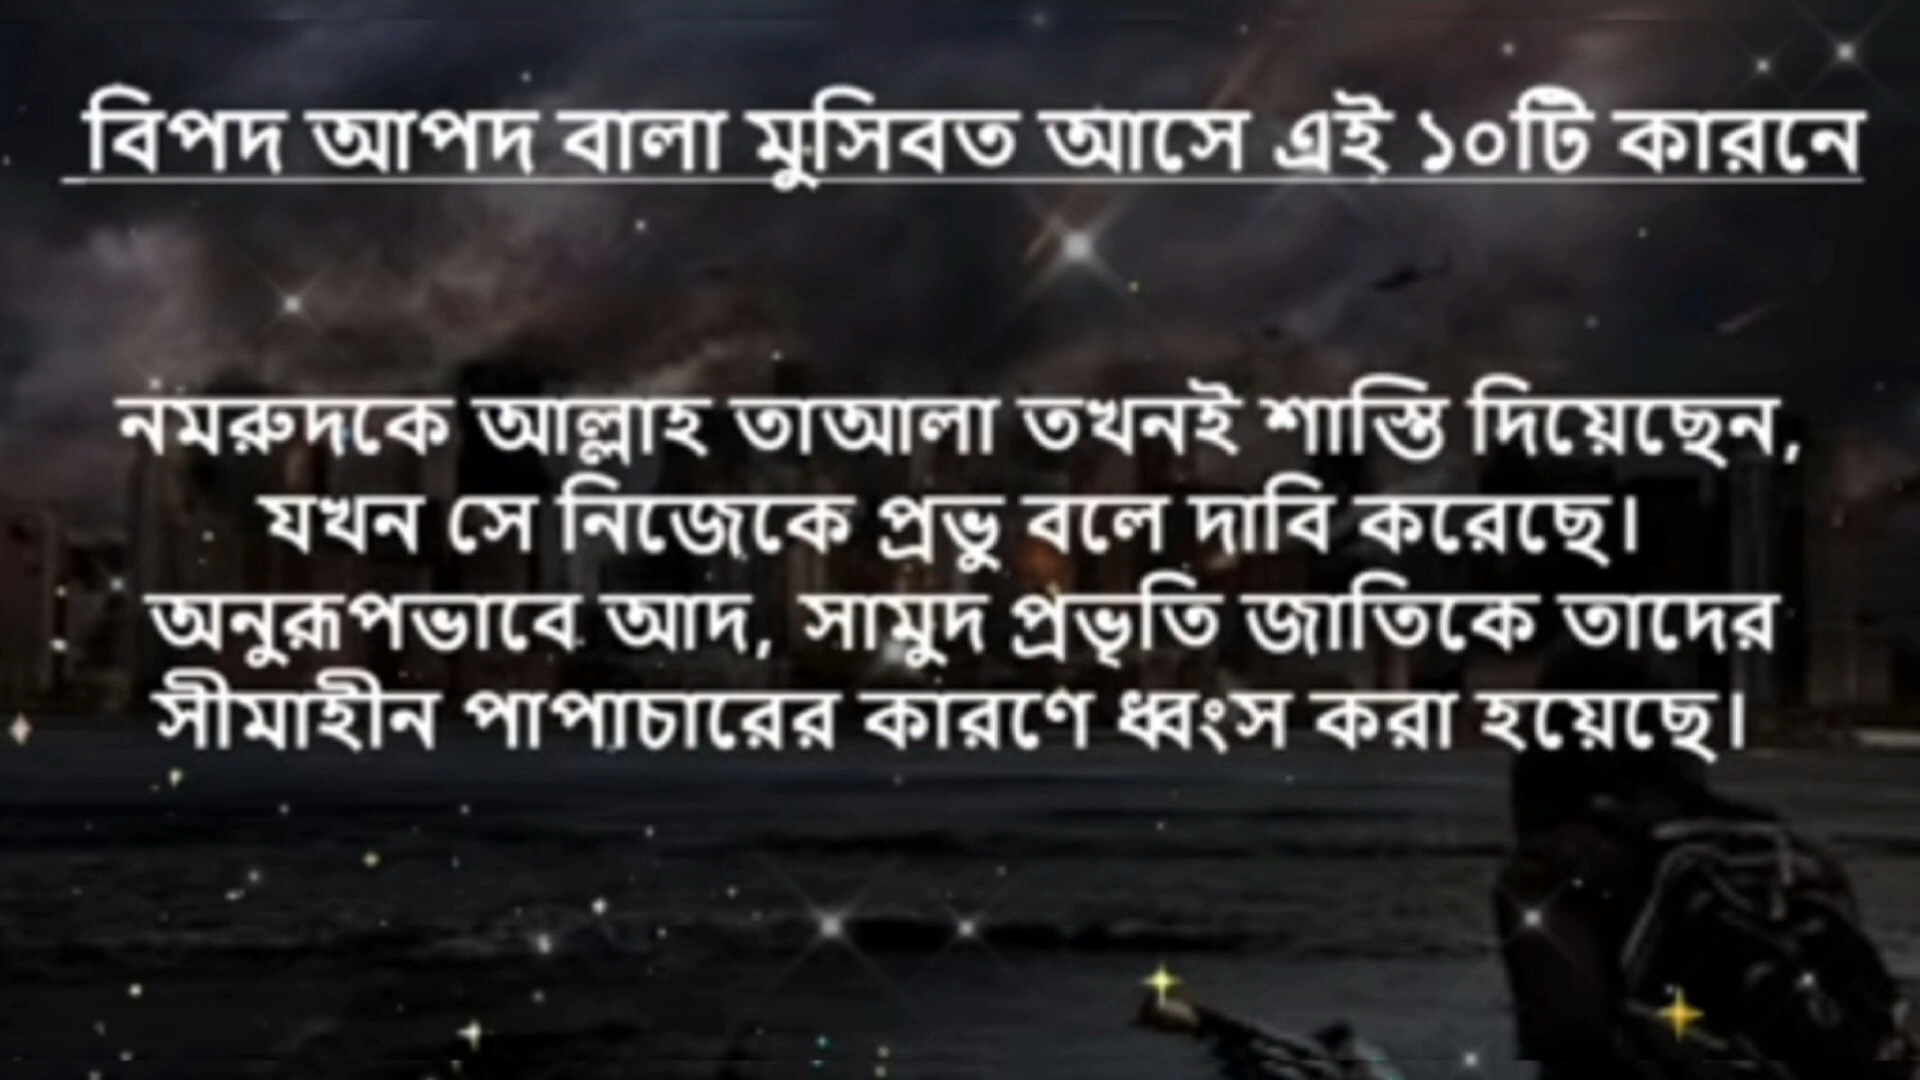 বিপদ আপদ বালা মুসিবত আসে এই ১০টি কারনে
নমরুদকে আল্লাহ তাআলা তখনই শাস্তি দিয়েছেন,
যখন সে নিজেকে প্রভু বলে দাবি করেছে।
অনুরূপভাবে আদ, সামুদ প্রভৃতি জাতিকে তাদের
সীমাহীন পাপাচারের কারণে ধ্বংস করা হয়েছে।